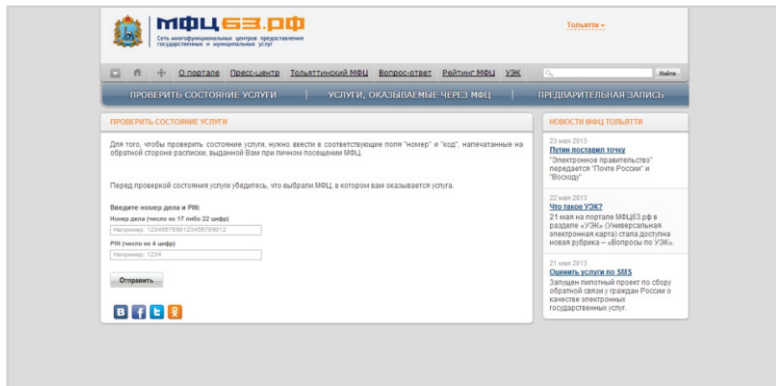 МФЦ63.рф
Сеть многофункциональных центров предоставления
государственных и муниципальных услуг
Тольятти
О портале Пресс-центр Тольяттинский МФЦ Вопрос-ответ Рейтинг МФЦ УЭК Найти
ПРОВЕРИТЬ СОСТОЯНИЕ УСЛУГИ УСЛУГИ, ОКАЗЫВАЕМЫЕ ЧЕРЕЗ МФЦ ПРЕДВАРИТЕЛЬНАЯ ЗАПИСЬ
ПРОВЕРИТЬ СОСТОЯНИЕ УСЛУГИ
Для того, чтобы проверить состояние услуги, нужно ввести в соответствующие поля "номер" и "код", напечатанные на
обратной стороне расписки, выданной Вам при личном посещении МФЦ.
Перед проверкой состояния услуги убедитесь, что выбрали МФЦ, в котором вам оказывается услуга.
Введите номер дела и PIN:
Номер дела (число из 17 либо 22 цифр)
Например: 1234567890123456789012
PIN (число из 4 цифр)
Например: 1234
Отправить
НОВОСТИ МФЦ ТОЛЬЯТТИ
23 мая 2013
Путин поставил точку
"Электронное правительство"
передается "Почте России" и
"Восходу"
22 мая 2013
Что такое УЭК?
21 мая на портале МФЦ63.рф в
разделе «УЭК» (Универсальная
электронная карта) стала доступна
новая рубрика – «Вопросы по УЭК».
21 мая 2013
Оценить услуги по SMS
Запущен пилотный проект по сбору
обратной связи у граждан России о
качестве электронных
государственных услуг.